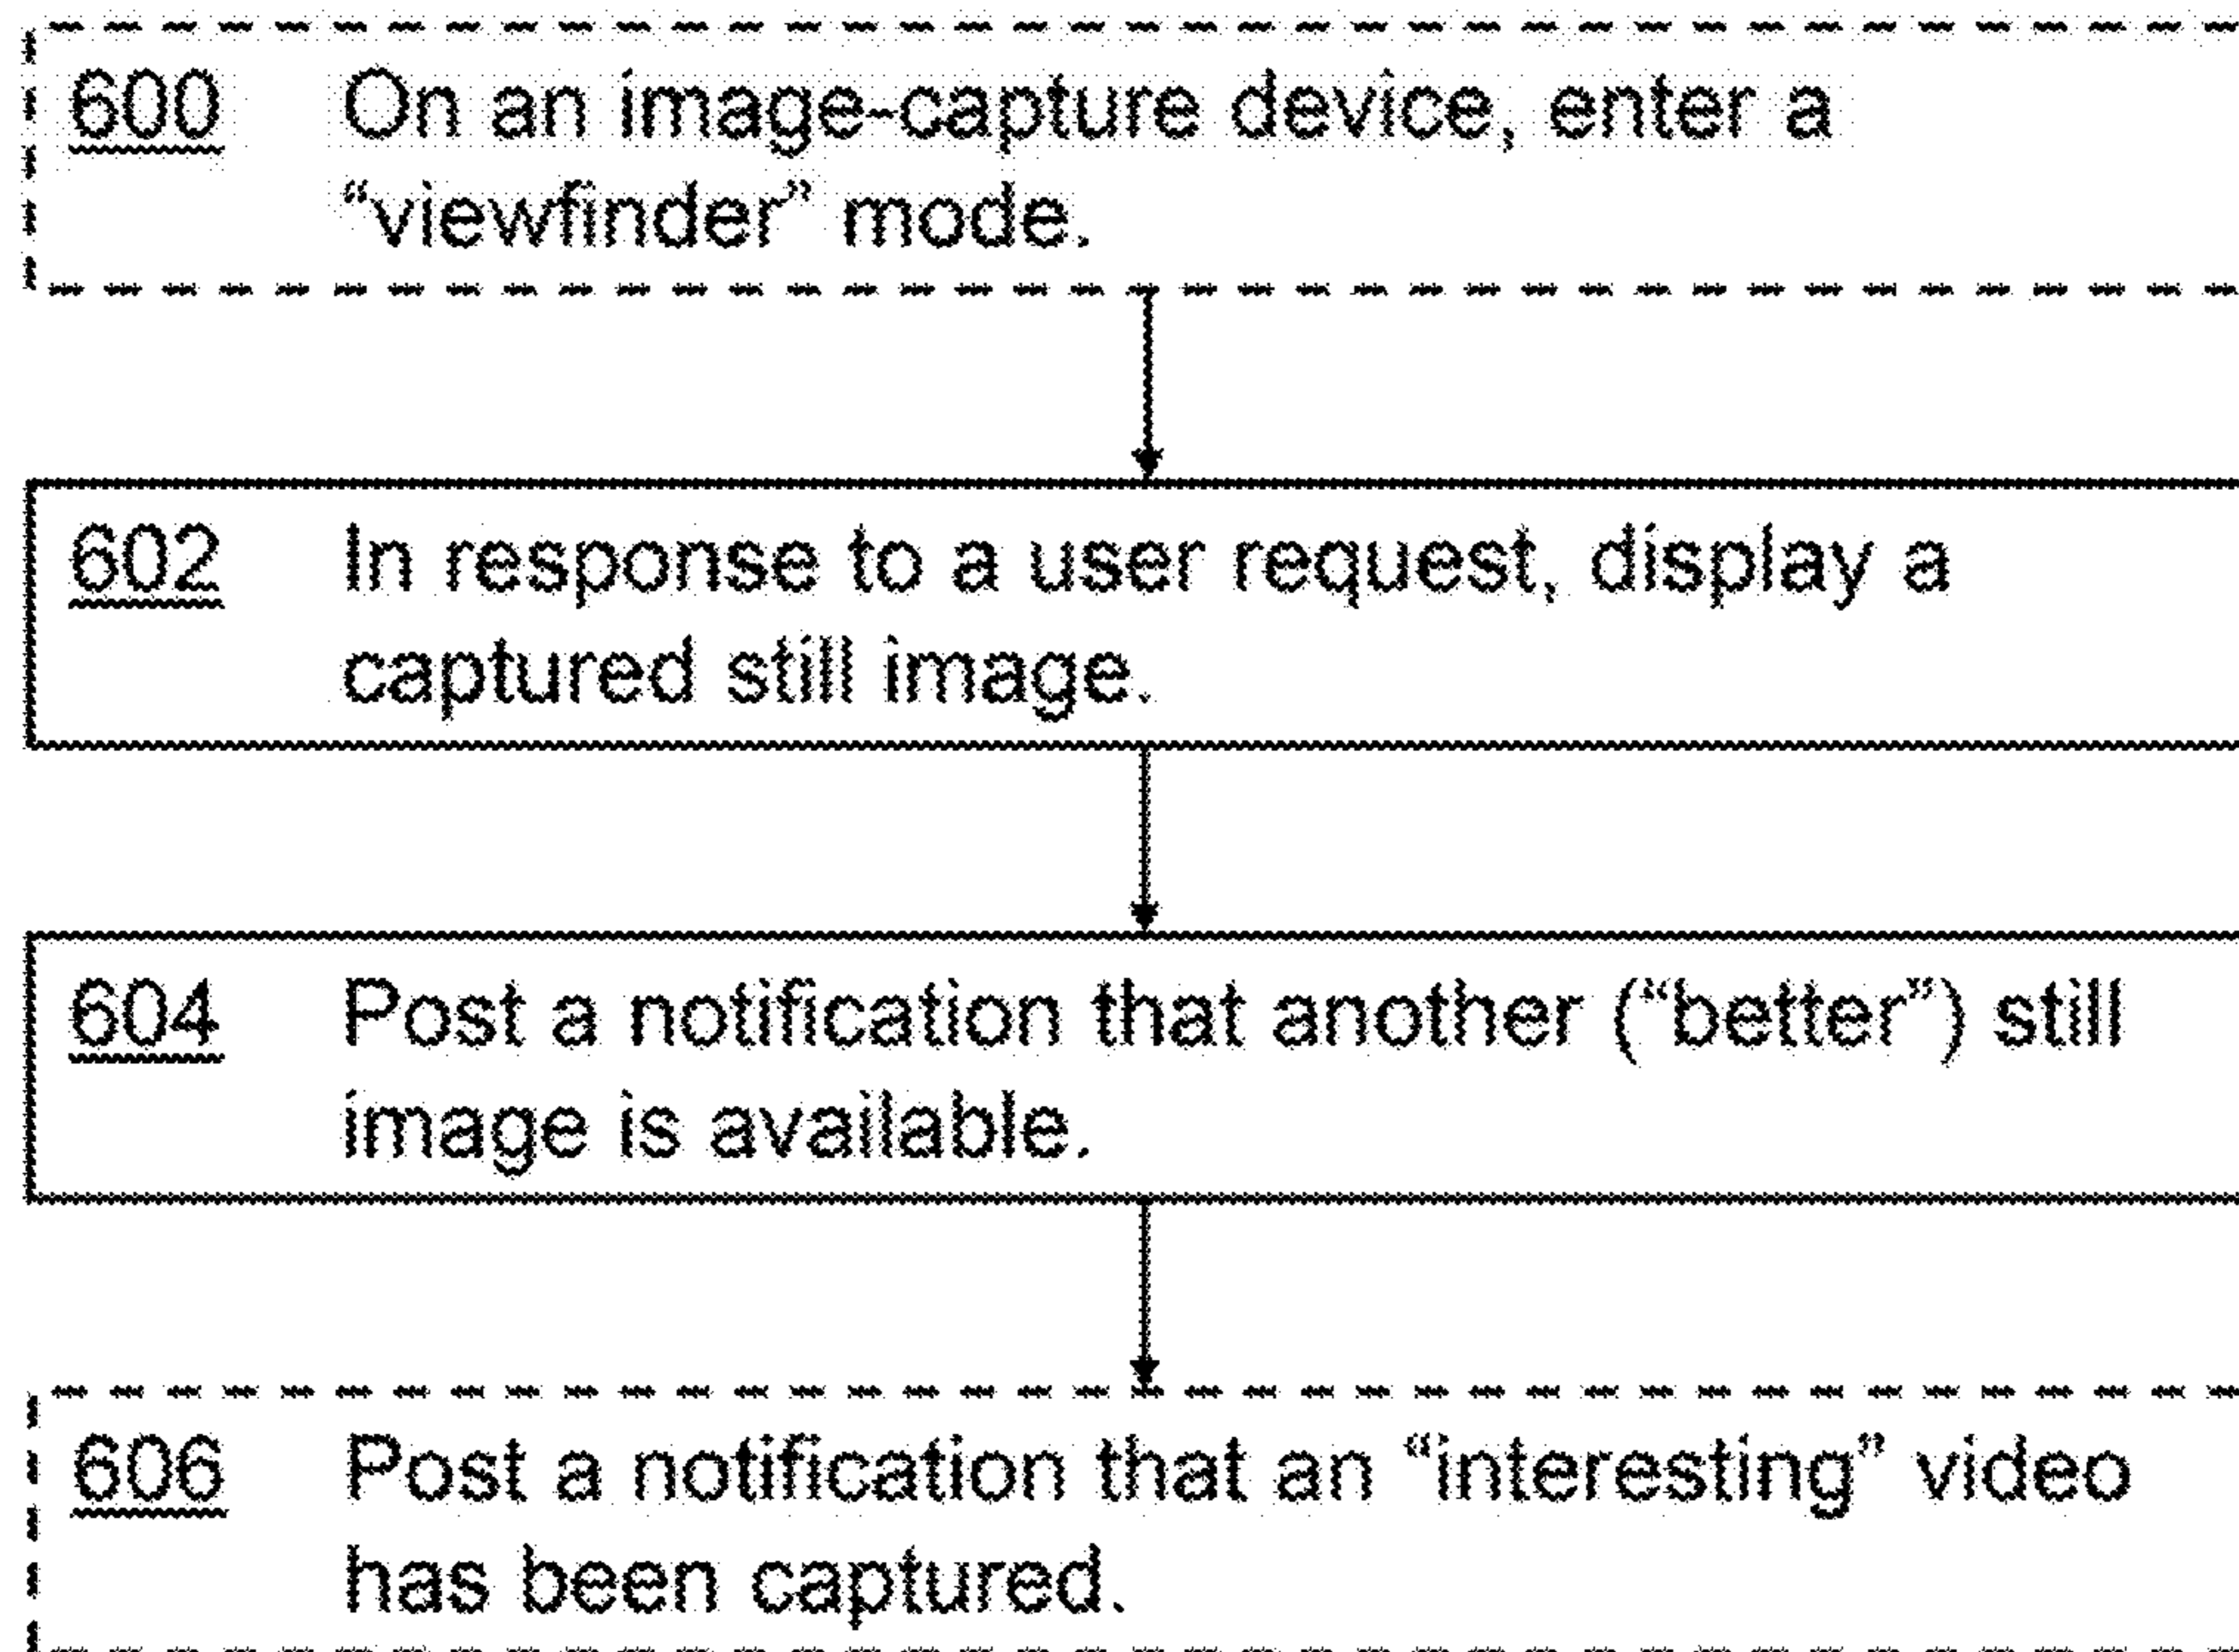 600 On an image-capture device, enter a
“viewfinder” mode.
602 In response to a user request, display a
captured still image.
604 Post a notification that another (“better”) still
image is available.
606 Post a notification that an “interesting” video
has been captured.